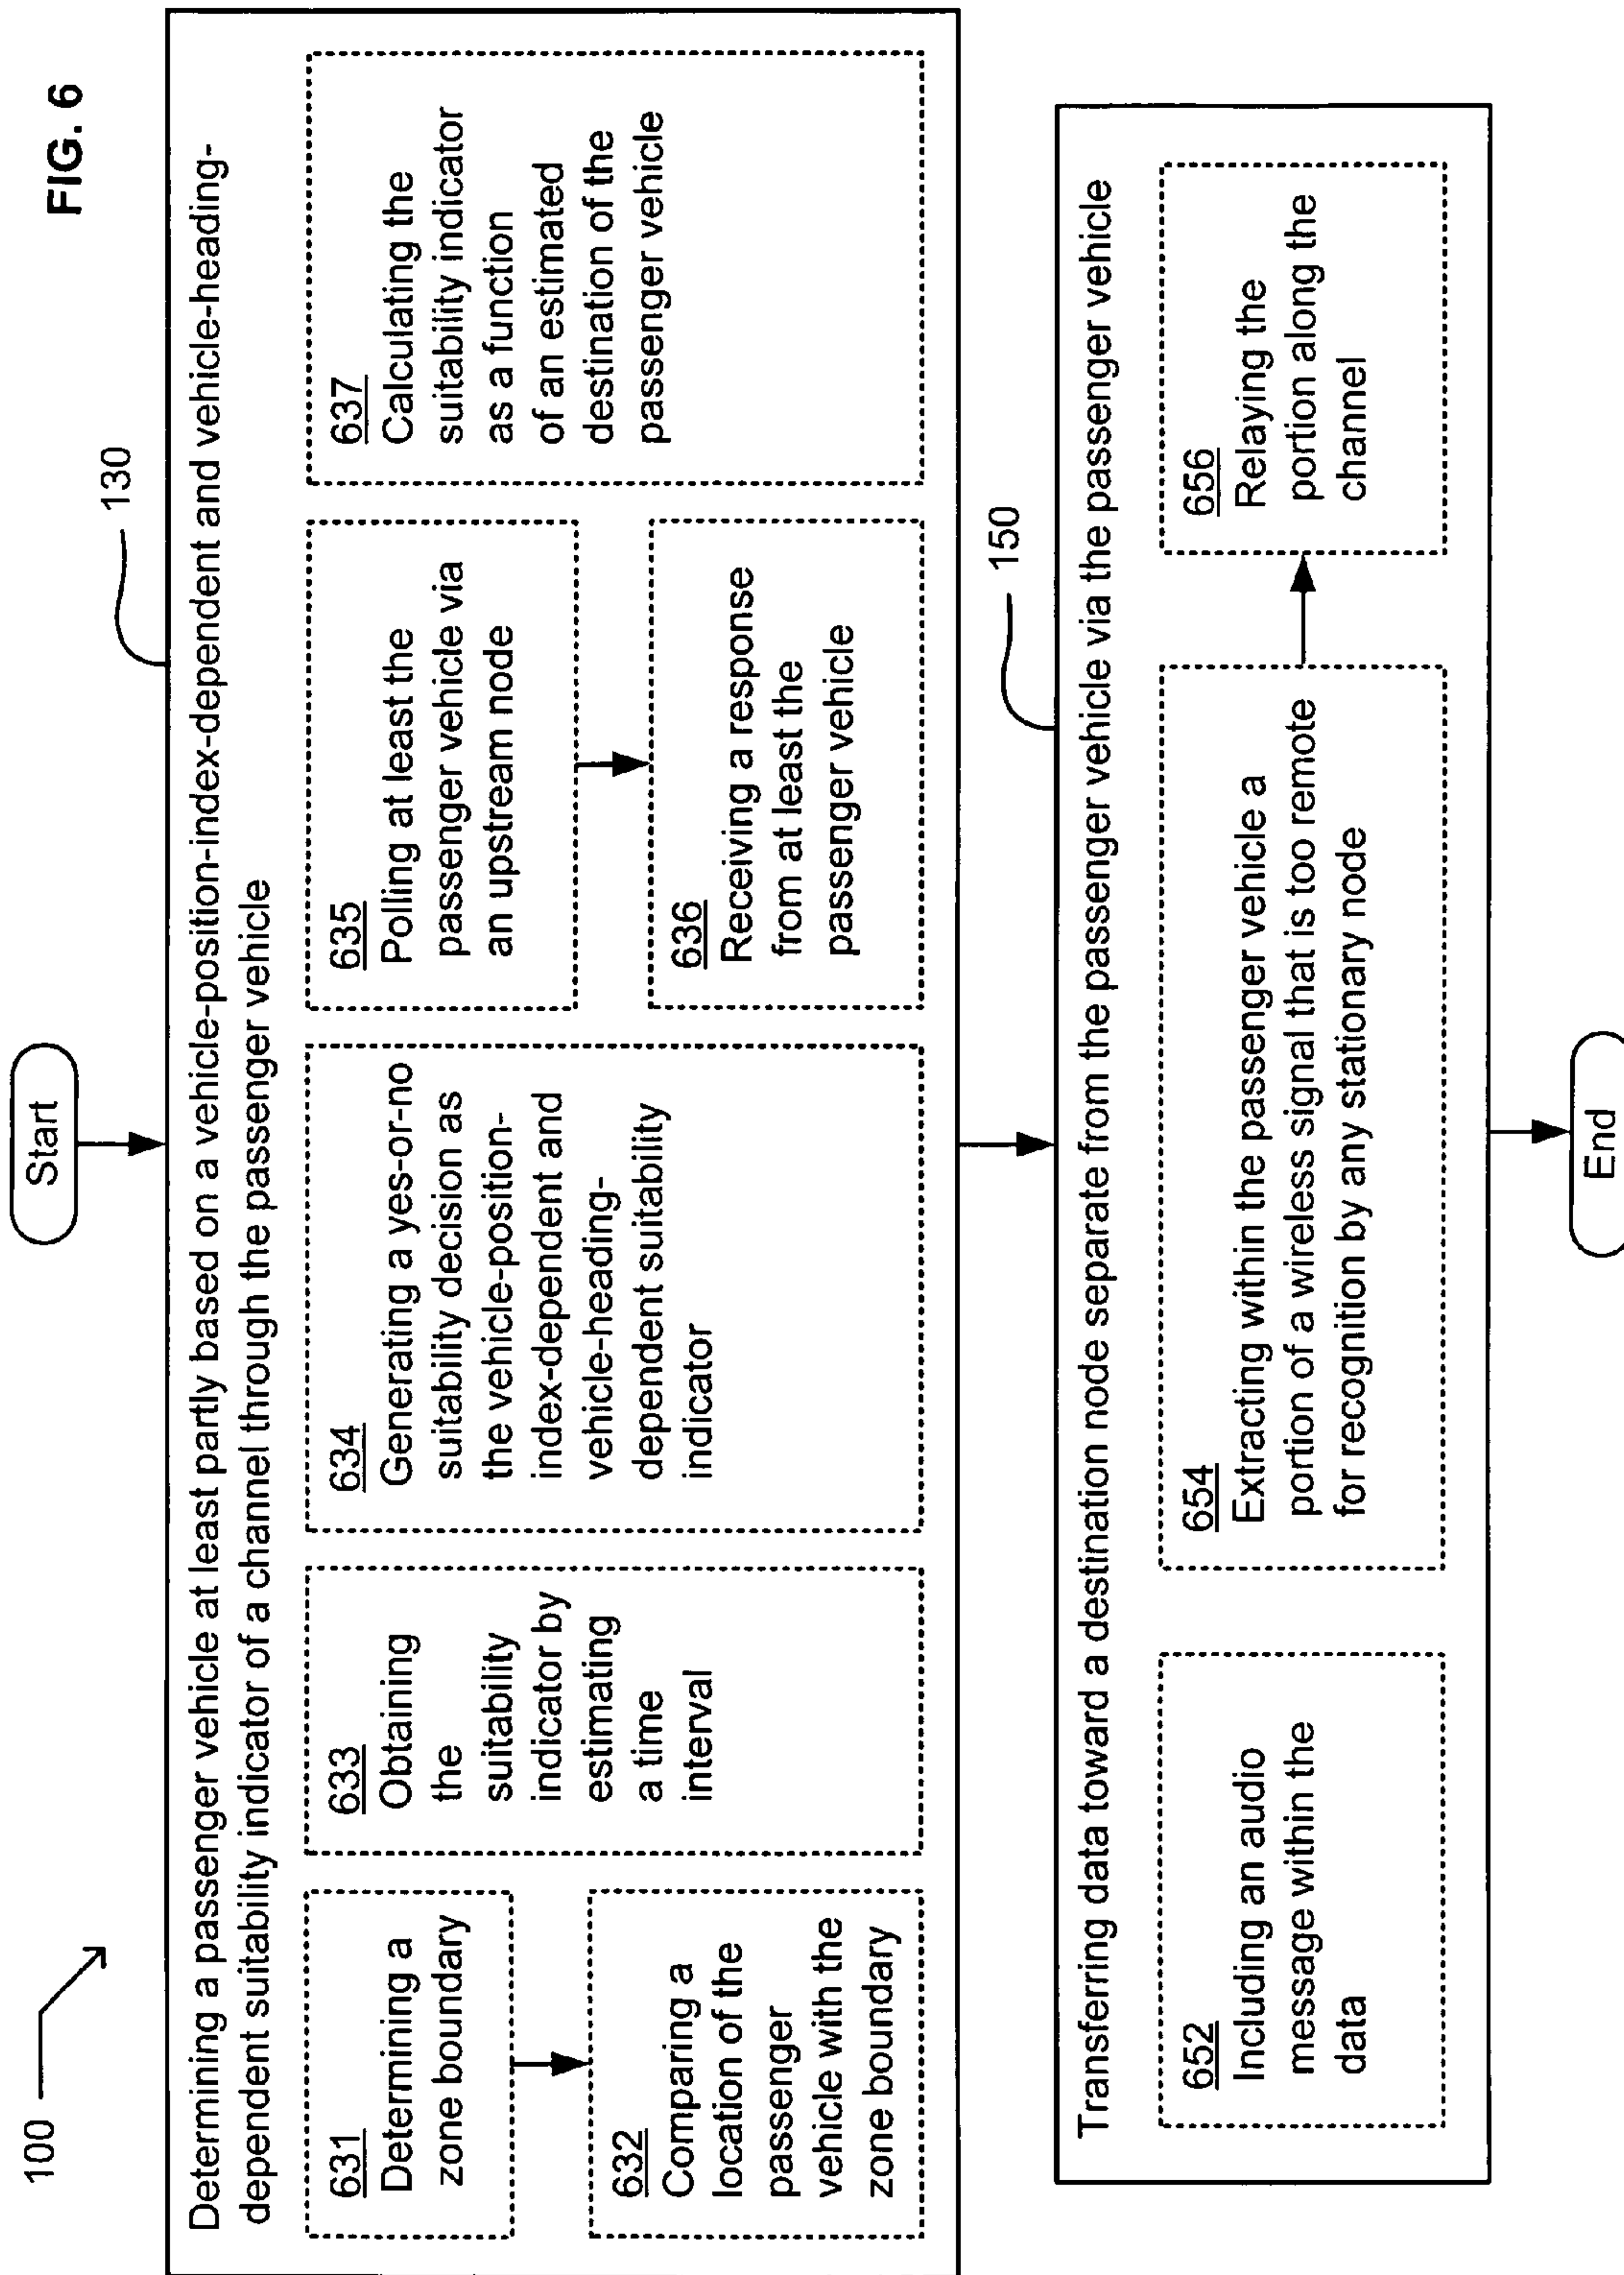 100
FIG. 6
Start
130
Determining a passenger vehicle at least partly based on a vehicle-position-index-dependent and vehicle-heading-
dependent suitability indicator of a channel through the passenger vehicle
631
Determining a
zone boundary
632
Comparing a
location of the
passenger
vehicle with the
zone boundary
633
Obtaining
the
suitability
indicator by
estimating
a time
interval
634
Generating a yes-or-no
suitability decision as
the vehicle-position-
index-dependent and
vehicle-heading-
dependent suitability
indicator
635
Polling at least the
passenger vehicle via
an upstream node
636
Receiving a response
from at least the
passenger vehicle
637
Calculating the
suitability indicator
as a function
of an estimated
destination of the
passenger vehicle
150
Transferring data toward a destination node separate from the passenger vehicle via the passenger vehicle
652
Including an audio
message within the
data
654
Extracting within the passenger vehicle a
portion of a wireless signal that is too remote
for recognition by any stationary node
656
Relaying the
portion along the
channel
End